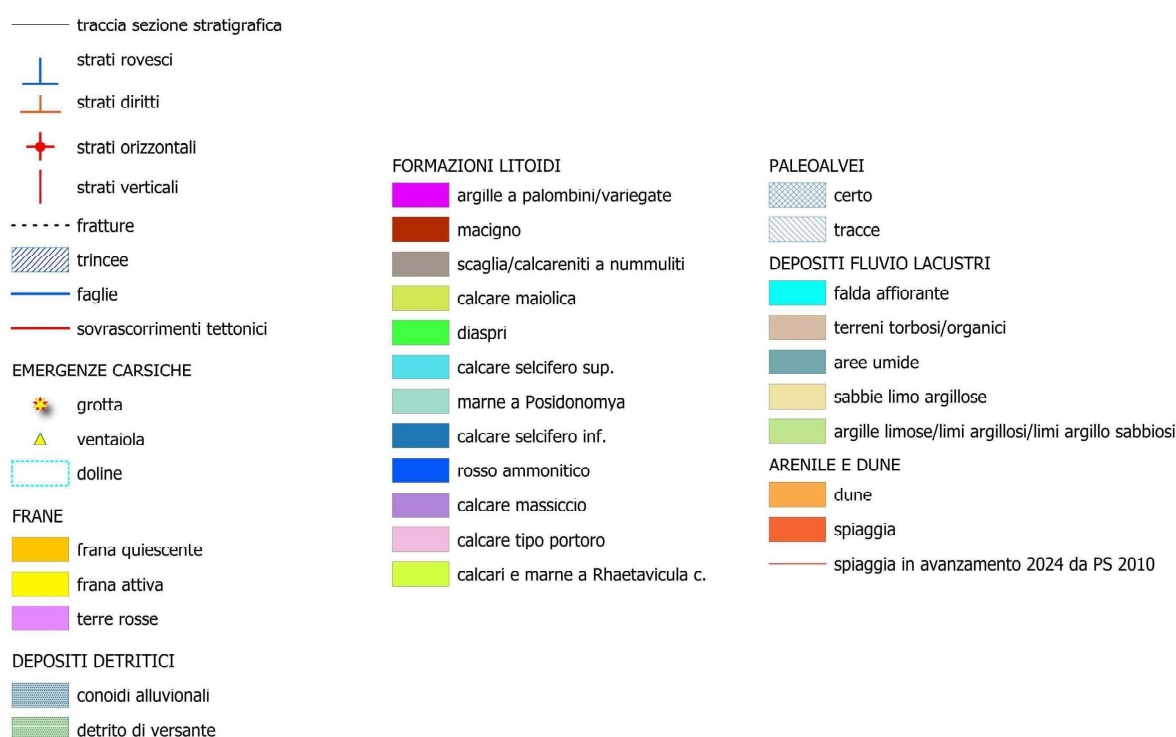 traccia sezione stratigrafica
strati rovesci
strati diritti
strati orizzontali
strati verticali
fratture
trincee
faglie
sovrascorrimenti tettonici
EMERGENZE CARSICHE
grotta
ventaiola
doline
FRANE
frana quiescente
frana attiva
terre rosse
DEPOSITI DETRITICI
conoidi alluvionali
detrito di versante
FORMAZIONI LITOIDI
argille a palombini/variegate
macigno
scaglia/calcareniti a nummuliti
calcare maiolica
diaspri
calcare selcifero sup.
marne a Posidonomya
calcare selcifero inf.
rosso ammonitico
calcare massiccio
calcare tipo portoro
calcari e marne a Rhaetavicula c.
PALEOALVEI
certo
tracce
DEPOSITI FLUVIO LACUSTRI
falda affiorante
terreni torbosi/organici
aree umide
sabbie limo argillose
argille limose/limi argillosi/limi argillo sabbiosi
ARENILE E DUNE
dune
spiaggia
spiaggia in avanzamento 2024 da PS 2010